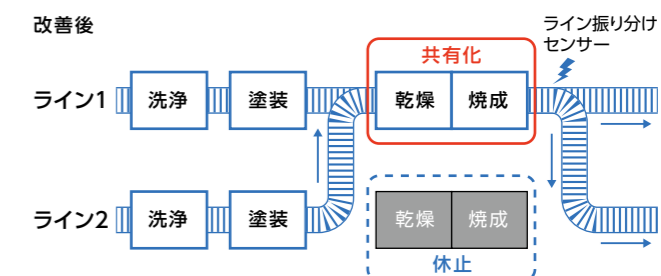 改善後
ライン振り分け
センサー
共有化
ライン1
洗浄
塗装
乾燥
焼成
ライン2
洗浄
塗装
乾燥
焼成
休止